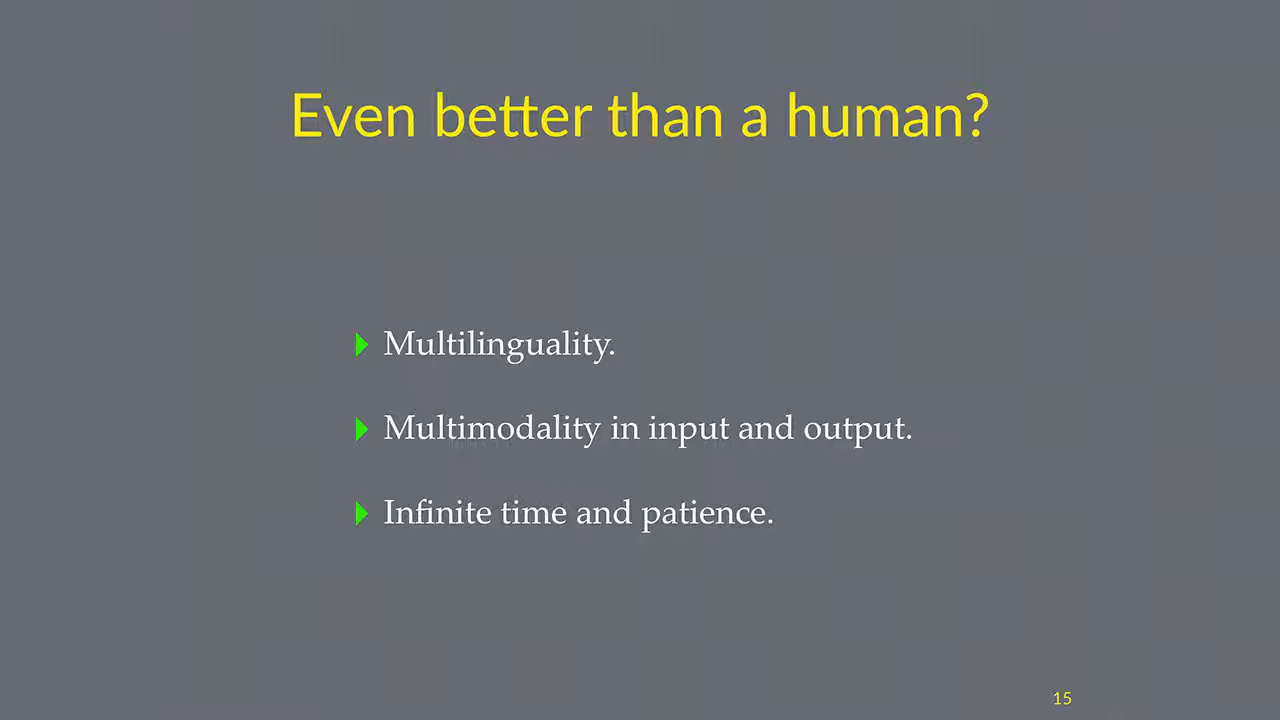 Even better than a human?
Multilinguality.
Multimodality in input and output.
Infinite time and patience.
15